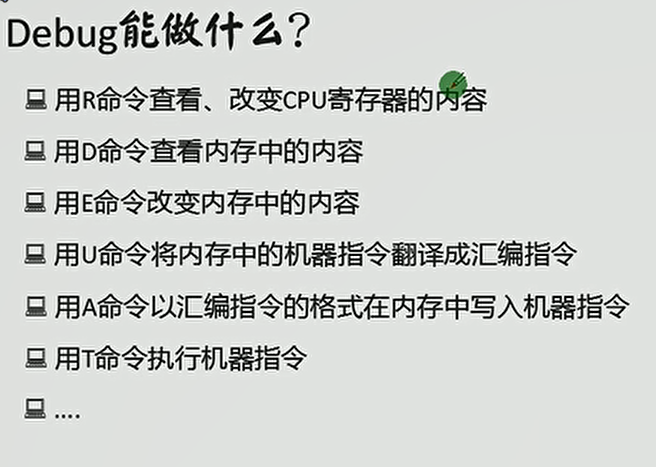 Debug能做什么？
用R命令查看、改变CPU寄存器的内容
用D命令查看内存中的内容
用E命令改变内存中的内容
用U命令将内存中的机器指令翻译成汇编指令
用A命令以汇编指令的格式在内存中写入机器指令
用T命令执行机器指令
....